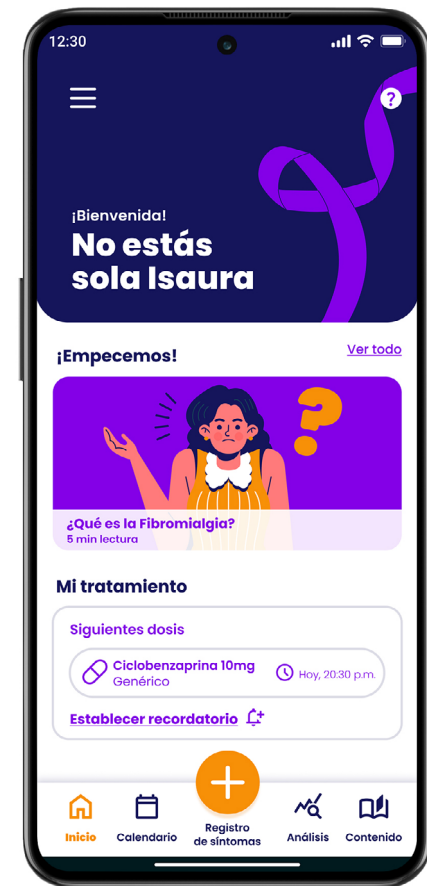 12:30
?
¡Bienvenida!
No estás
sola Isaura
¡Empecemos!
Ver todo
?
¿Qué es la Fibromialgia?
5 min lectura
Mi tratamiento
Siguientes dosis
Ciclobenzaprina 10mg
Genérico
Hoy, 20:30 p.m.
Establecer recordatorio
Inicio
Calendario
Registro
de síntomas
Análisis
Contenido